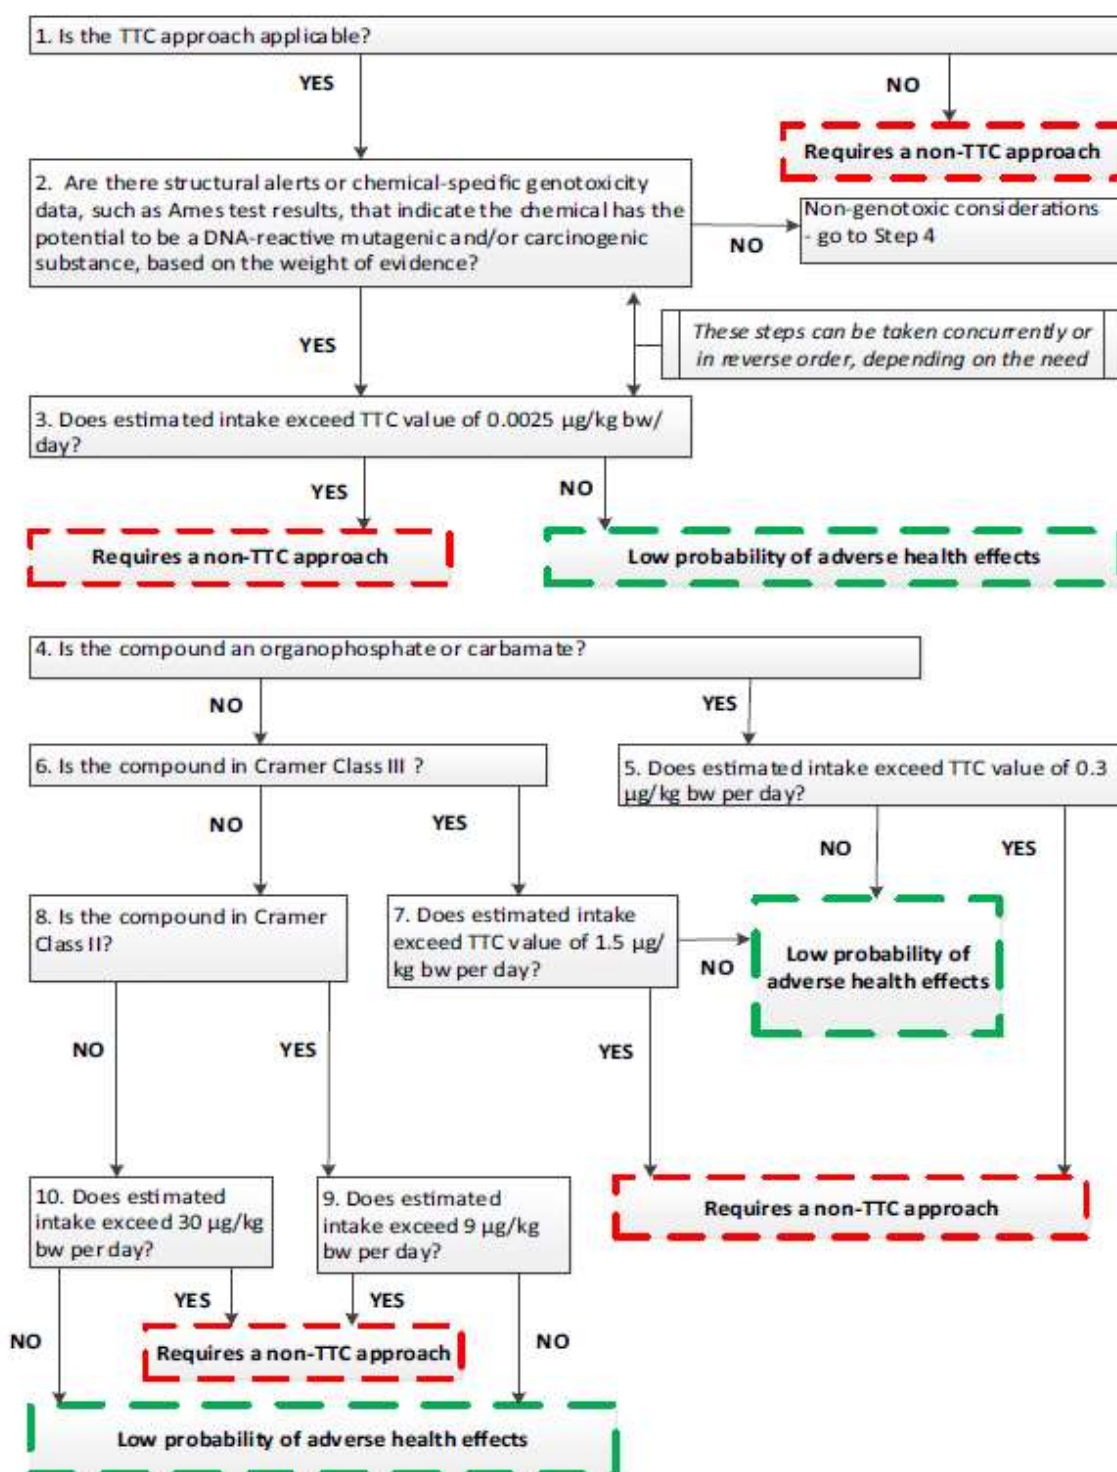 1. Is the TTC approach applicable?
YES
NO
Requires a non-TTC approach
2. Are there structural alerts or chemical-specific genotoxicity
data, such as Ames test results, that indicate the chemical has the
potential to be a DNA-reactive mutagenic and/or carcinogenic
substance, based on the weight of evidence?
NO
Non-genotoxic considerations
- go to Step 4
YES
These steps can be taken concurrently or
in reverse order, depending on the need
3. Does estimated intake exceed TTC value of 0.0025 µg/kg bw/
day?
YES
NO
Requires a non-TTC approach
Low probability of adverse health effects
4. Is the compound an organophosphate or carbamate?
NO
YES
6. Is the compound in Cramer Class III ?
5. Does estimated intake exceed TTC value of 0.3
µg/kg bw per day?
NO
YES
NO
YES
8. Is the compound in Cramer
Class II?
7. Does estimated intake
exceed TTC value of 1.5 µg/
kg bw per day?
NO
Low probability of
adverse health effects
NO
YES
YES
10. Does estimated
intake exceed 30 µg/kg
bw per day?
9. Does estimated
intake exceed 9 µg/kg
bw per day?
Requires a non-TTC approach
YES
YES
NO
NO
Requires a non-TTC approach
Low probability of adverse health effects